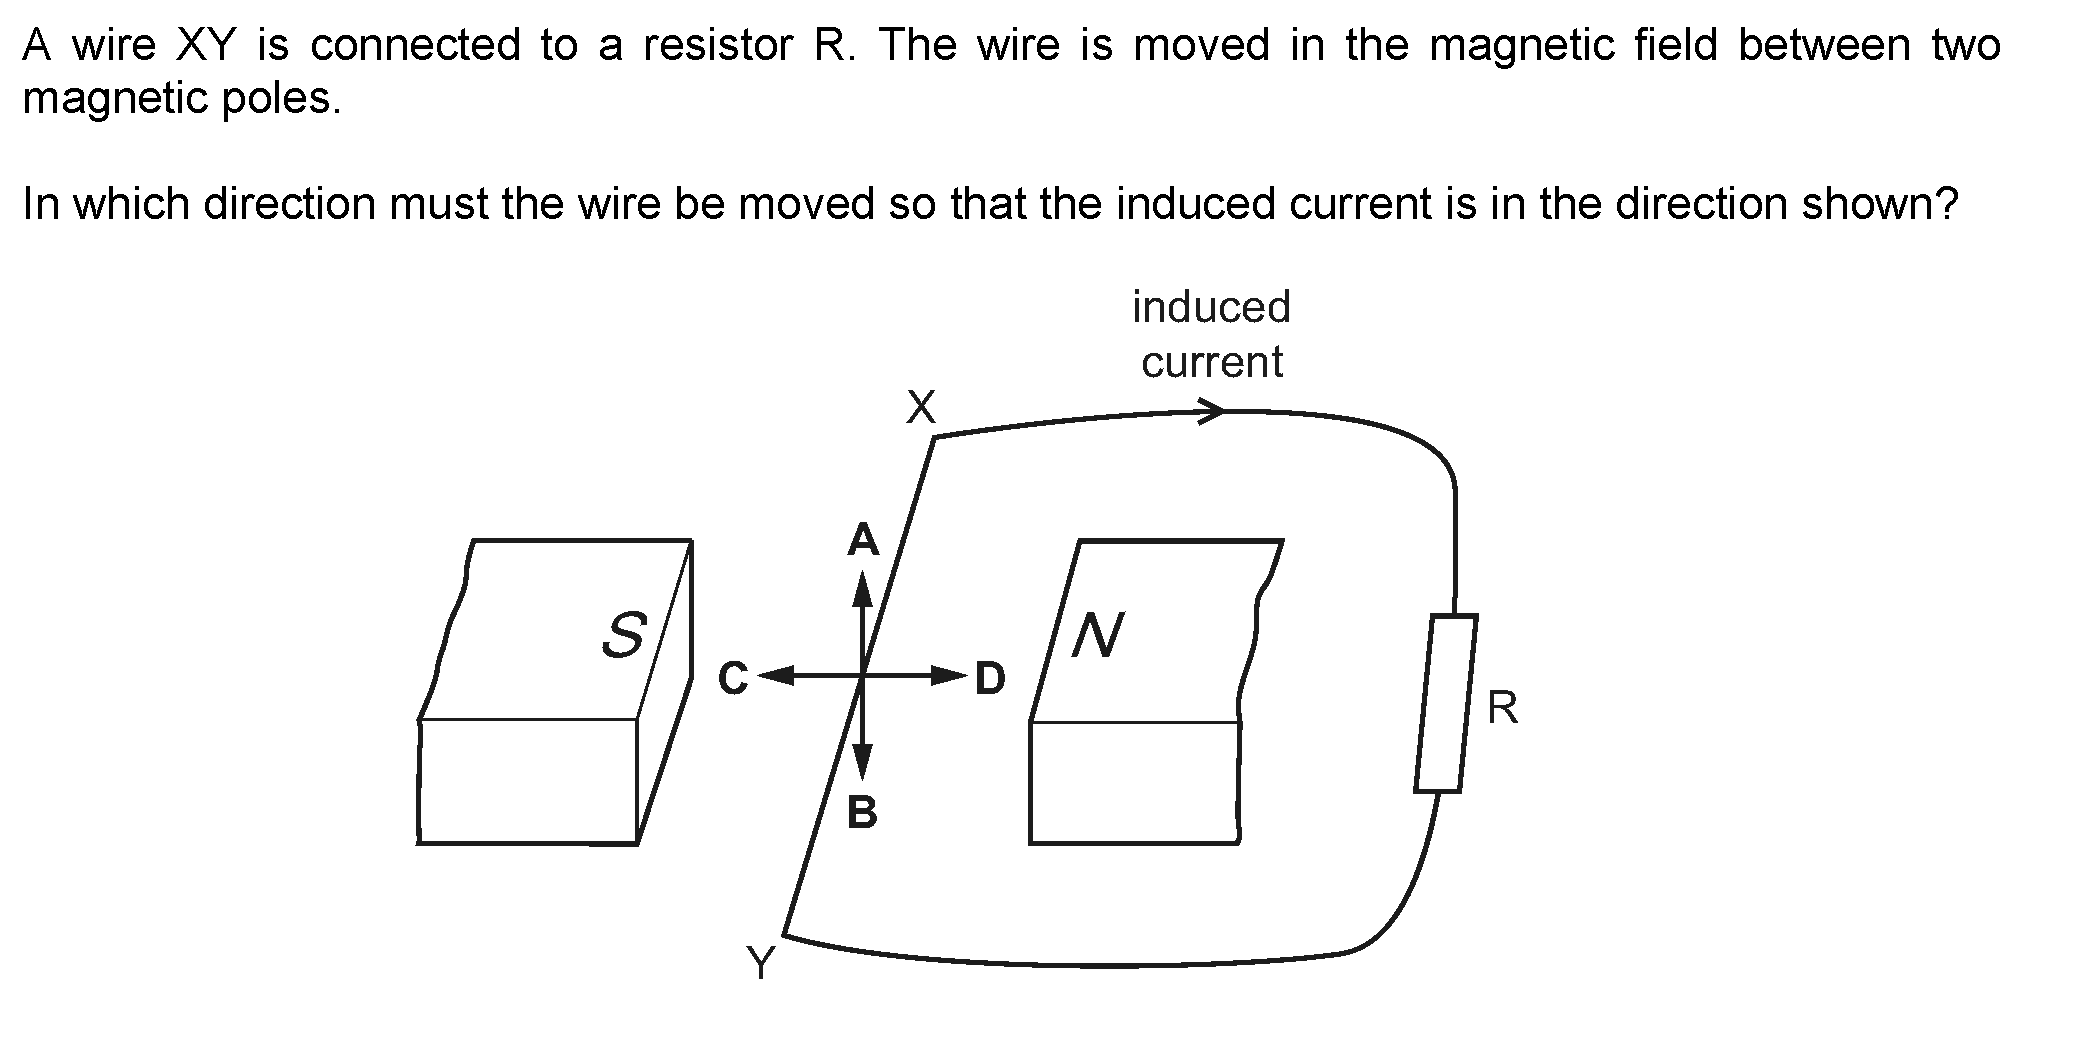 A wire XY is connected to a resistor R. The wire is moved in the magnetic field between two
magnetic poles.
In which direction must the wire be moved so that the induced current is in the direction shown?
induced
current
X
A
S
N
C
D
R
B
Y